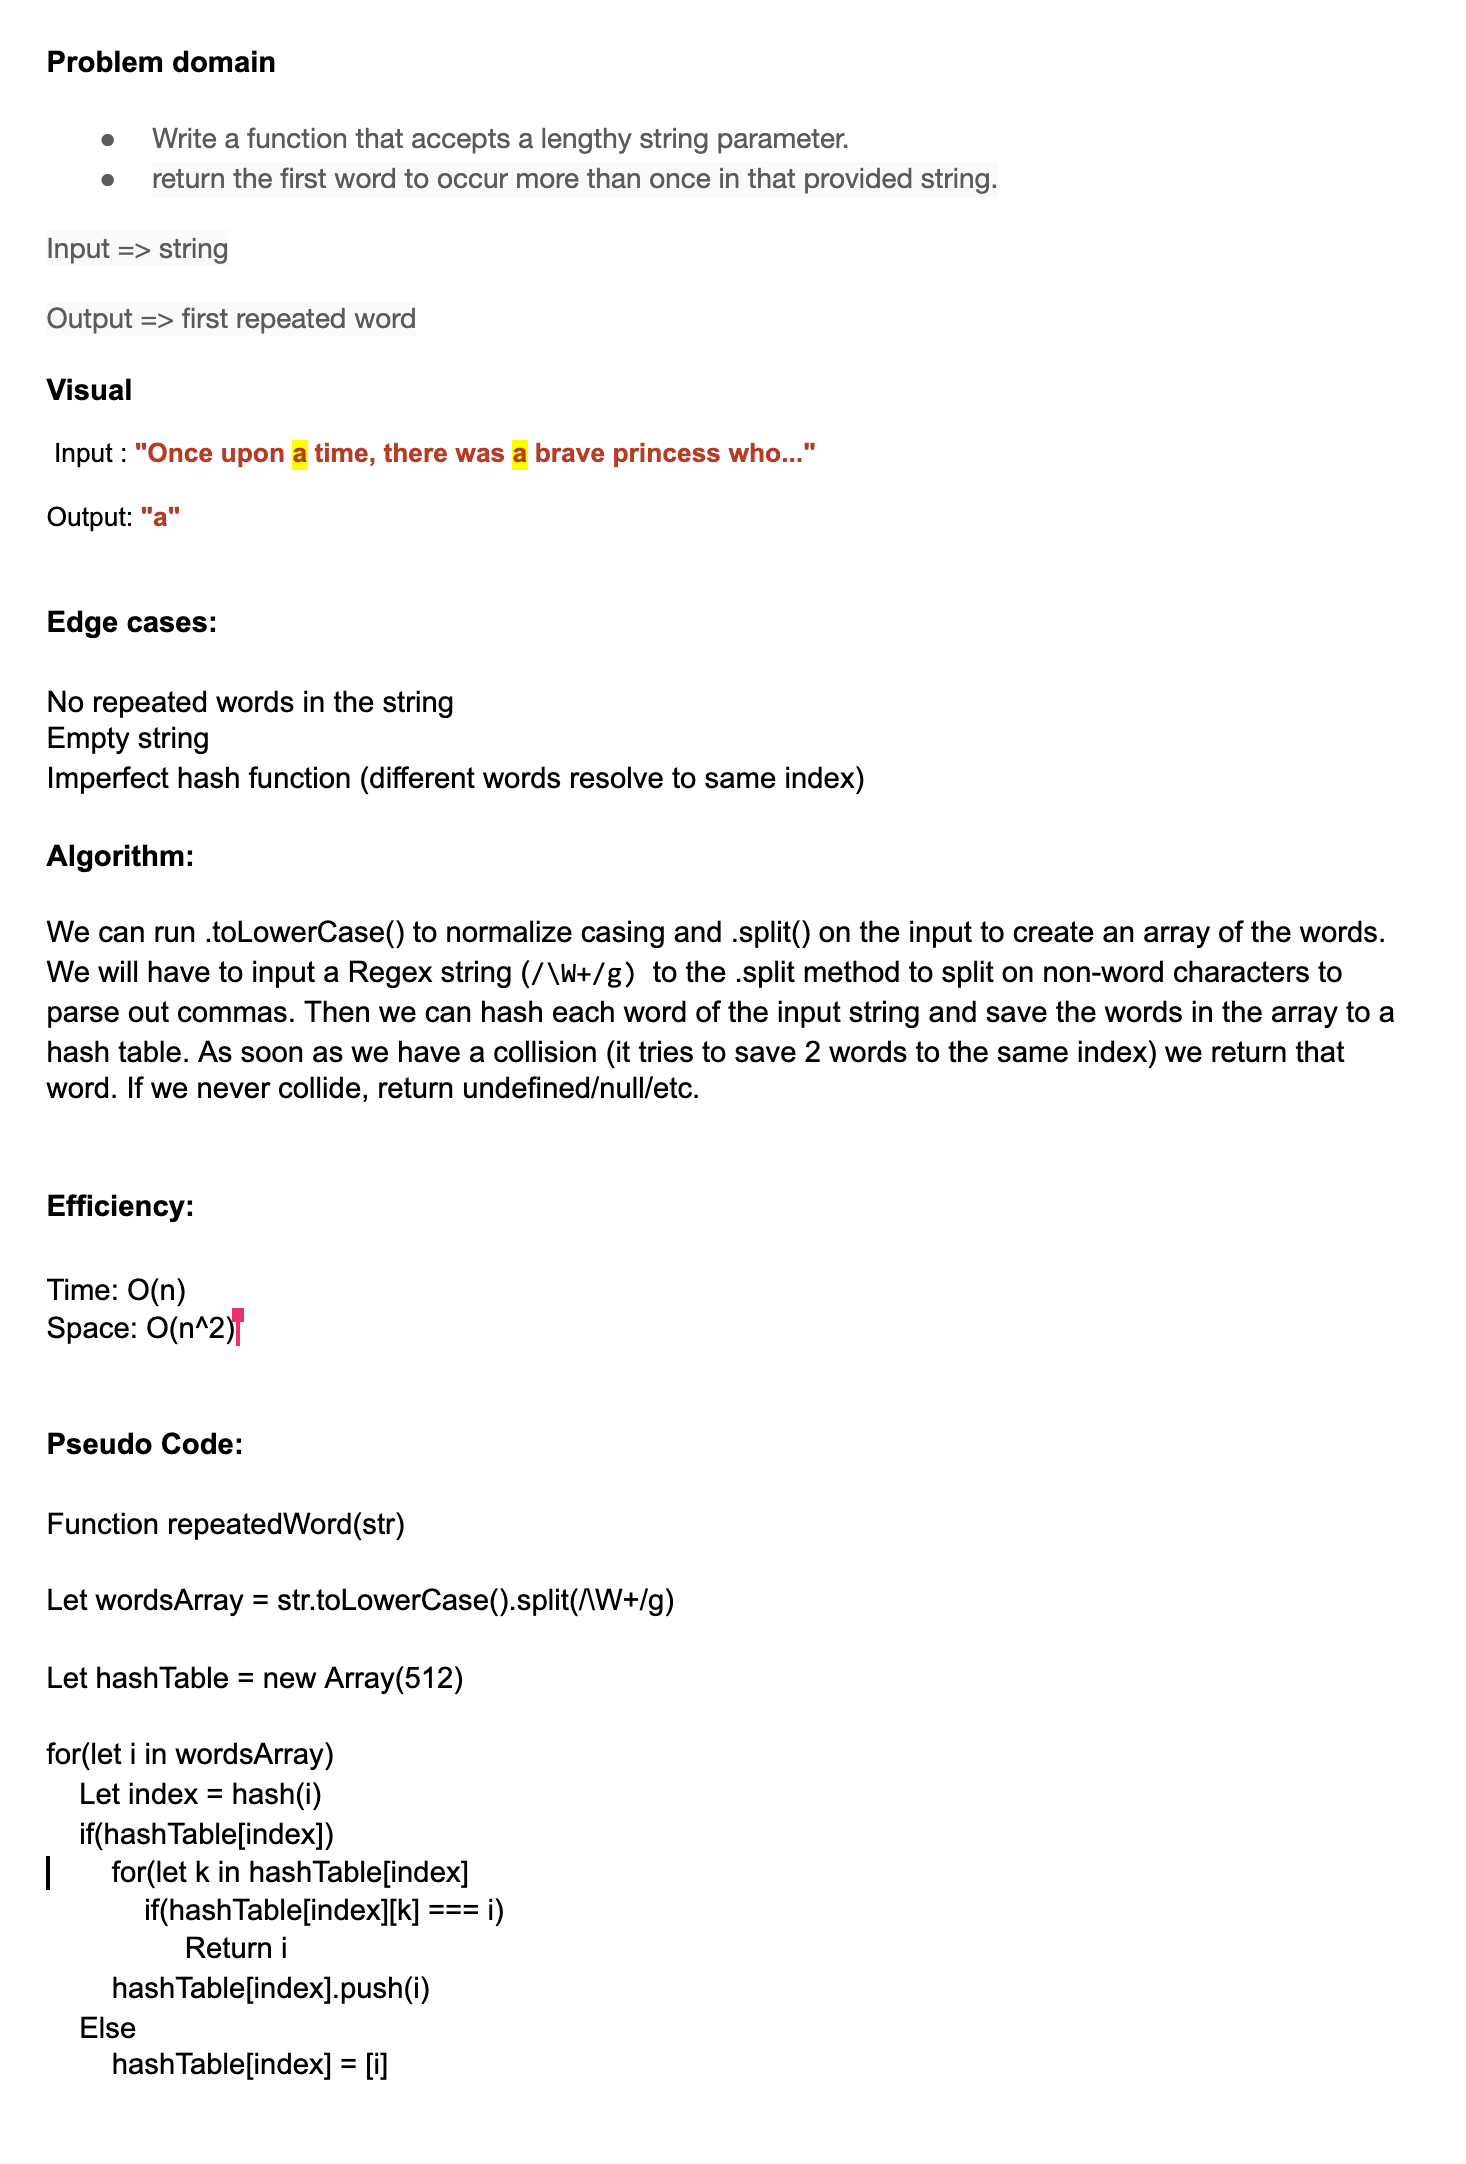 Problem domain
● Write a function that accepts a lengthy string parameter.
● return the first word to occur more than once in that provided string.
Input => string
Output => first repeated word
Visual
Input : "Once upon a time, there was a brave princess who..."
Output: "a"
Edge cases:
No repeated words in the string
Empty string
Imperfect hash function (different words resolve to same index)
Algorithm:
We can run .toLowerCase() to normalize casing and .split() on the input to create an array of the words.
We will have to input a Regex string (/\W+/g) to the .split method to split on non-word characters to
parse out commas. Then we can hash each word of the input string and save the words in the array to a
hash table. As soon as we have a collision (it tries to save 2 words to the same index) we return that
word. If we never collide, return undefined/null/etc.
Efficiency:
Time: O(n)
Space: O(n^2)
Pseudo Code:
Function repeatedWord(str)
Let wordsArray = str.toLowerCase().split(/\W+/g)
Let hashTable = new Array(512)
for(let i in wordsArray)
Let index = hash(i)
if(hashTable[index])
for(let k in hashTable[index]
if(hashTable[index][k] === i)
Return i
hashTable[index].push(i)
Else
hashTable[index] = [i]